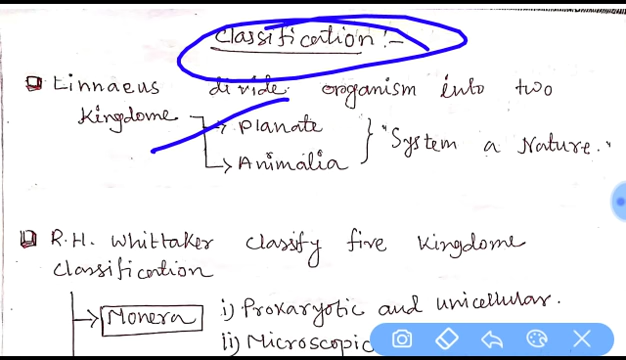 Classification :-
Linnaeus divide organism into two
Kingdome → Planate
→ Animalia } "System a Nature."
R.H. Whittaker classify five Kingdome
classification
→ Monera i) Prokaryotic and unicellular.
ii) Microscopic